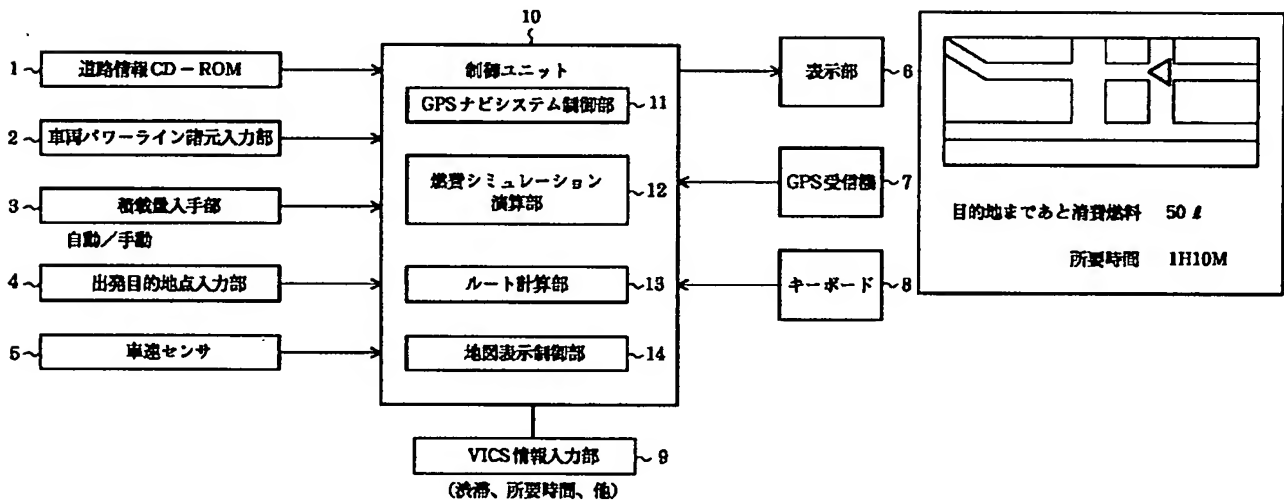 10
1 道路情報CD－ROM
2 車両パワーライン諸元入力部
3 積載量入手部
自動／手動
4 出発目的地点入力部
5 車速センサ
制御ユニット
GPSナビシステム制御部 11
燃費シミュレーション
演算部 12
ルート計算部 13
地図表示制御部 14
表示部 6
GPS受信機 7
キーボード 8
VICS情報入力部 9
(渋滞、所要時間、他)
目的地まであと消費燃料 50ℓ
所要時間 1H10M